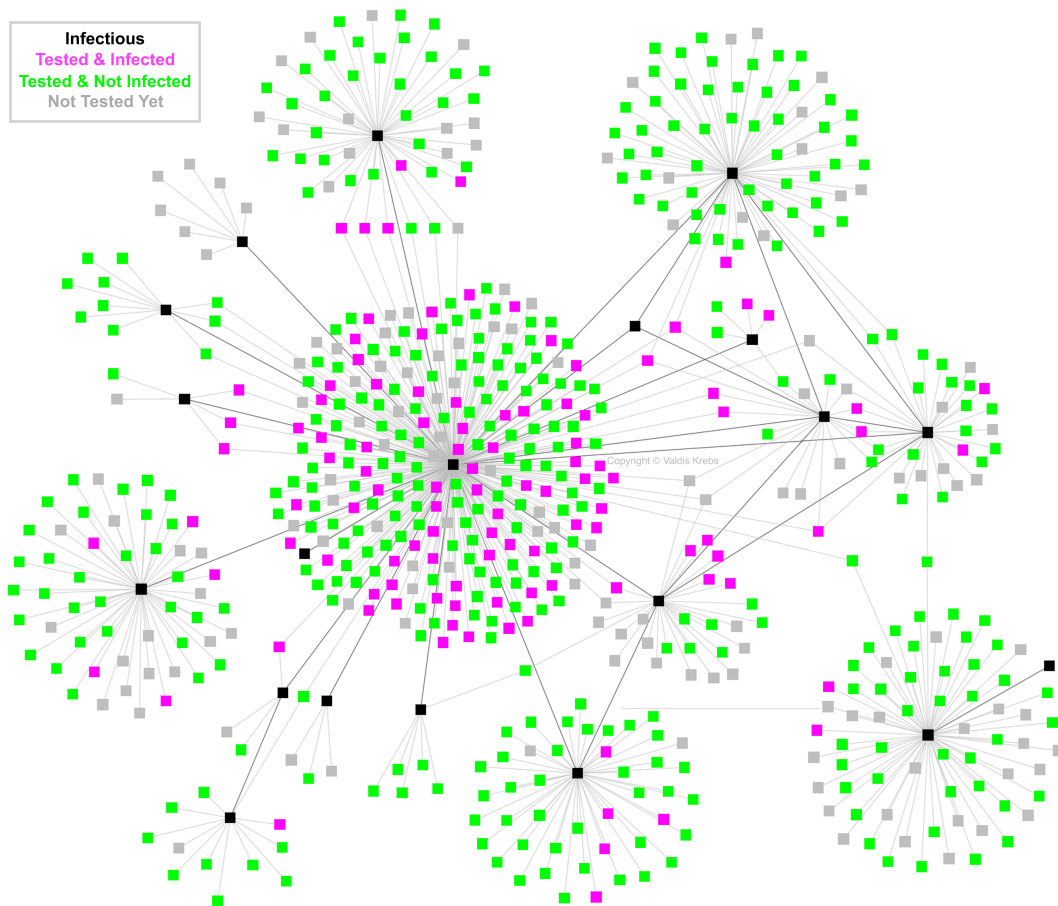 Infectious
Tested & Infected
Tested & Not Infected
Not Tested Yet
Copyright © Valdis Krebs